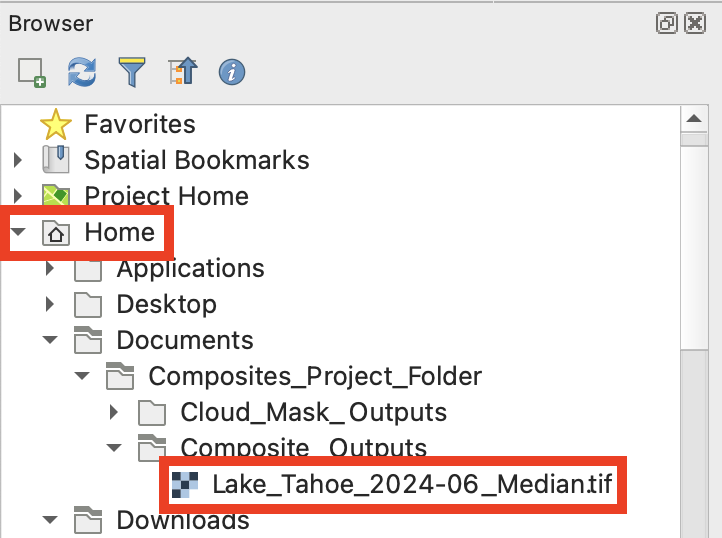 Browser
Favorites
Spatial Bookmarks
Project Home
Home
Applications
Desktop
Documents
Composites_Project_Folder
Cloud_Mask_Outputs
Composite_Outputs
Lake_Tahoe_2024-06_Median.tif
Downloads